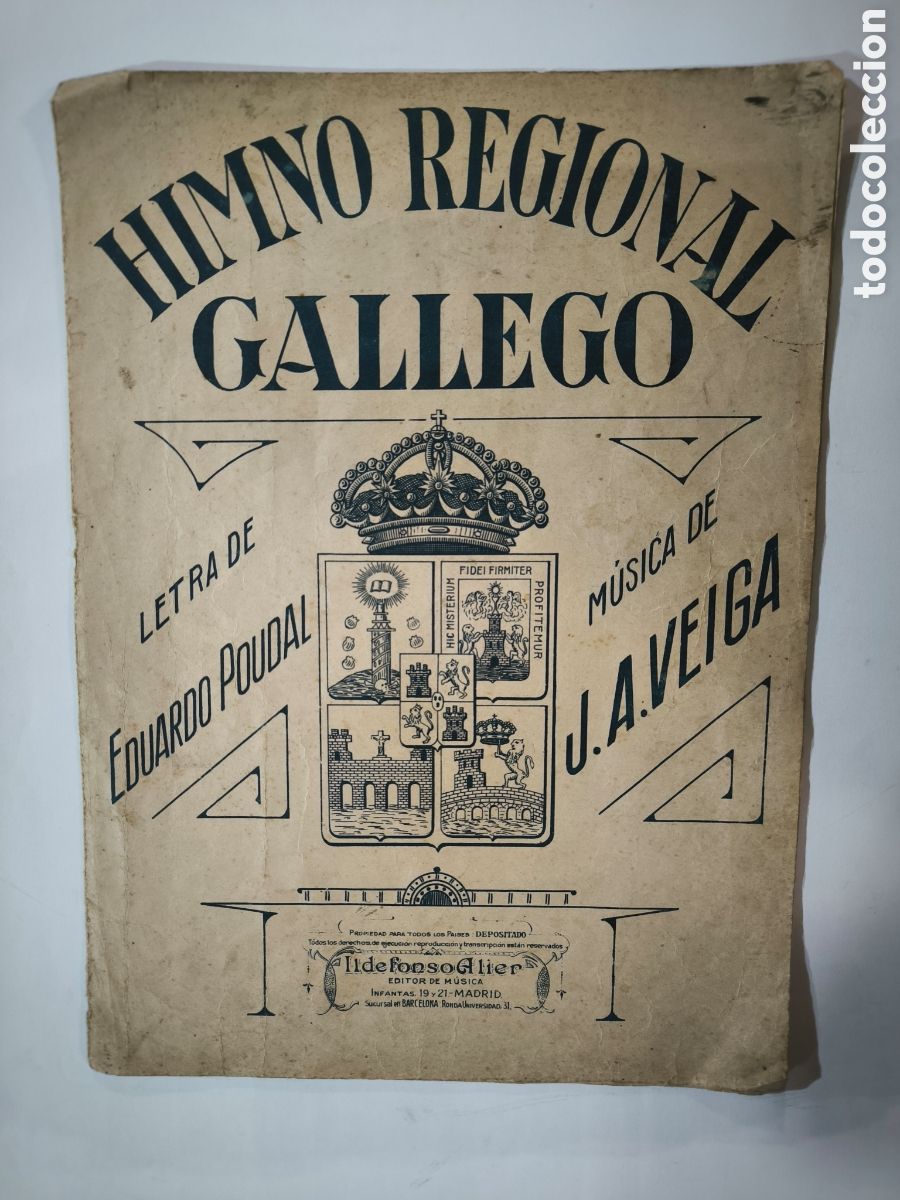 HIMNO REGIONAL
GALLEGO
LETRA DE
EDUARDO POUDAL
MÚSICA DE
J. A. VEIGA
HIC MISTERIUM
FIDEI FIRMITER
PROFITEMUR
PROPIEDAD PARA TODOS LOS PAISES DEPOSITADO
Todos los derechos de ejecución reproducción y transcripción están reservados
Ildefonso Alier
EDITOR DE MÚSICA
INFANTAS, 19 y 21-MADRID
Sucursal en BARCELONA RONDA UNIVERSIDAD, 31.
todocoleccion